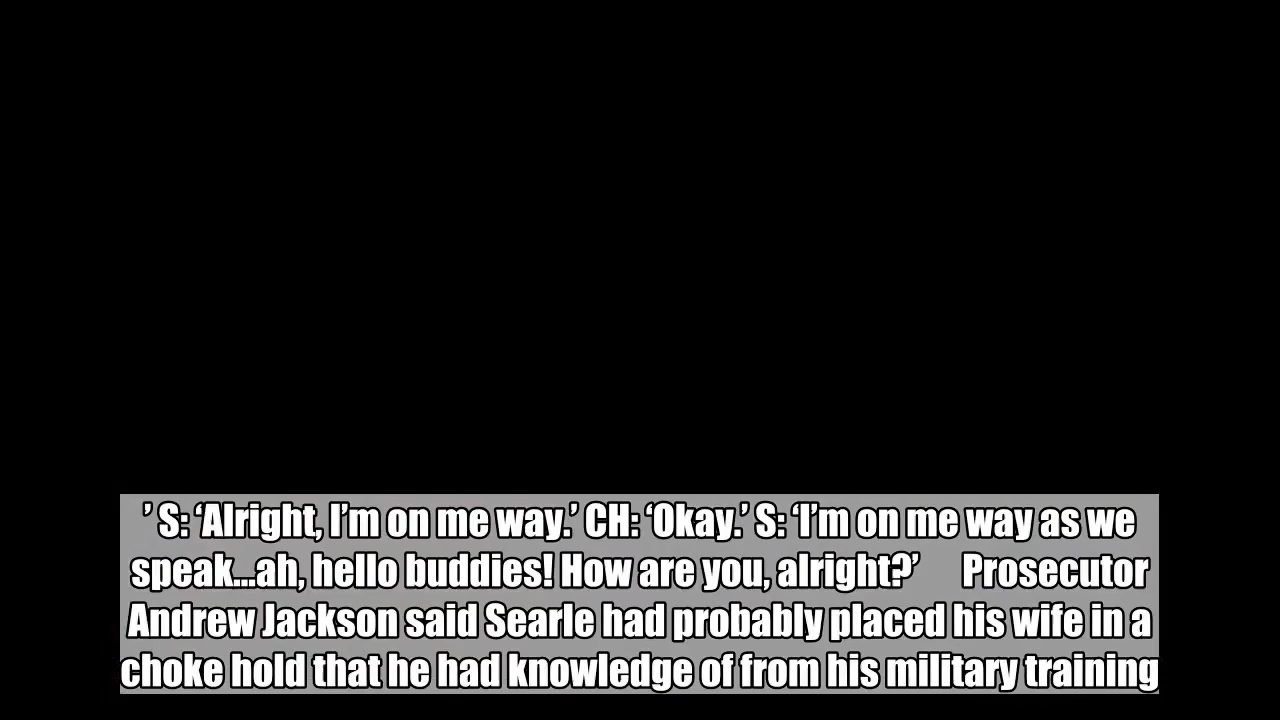 ’ S: ‘Alright, I’m on me way.’ CH: ‘Okay.’ S: ‘I’m on me way as we
speak...ah, hello buddies! How are you, alright?’ Prosecutor
Andrew Jackson said Searle had probably placed his wife in a
choke hold that he had knowledge of from his military training